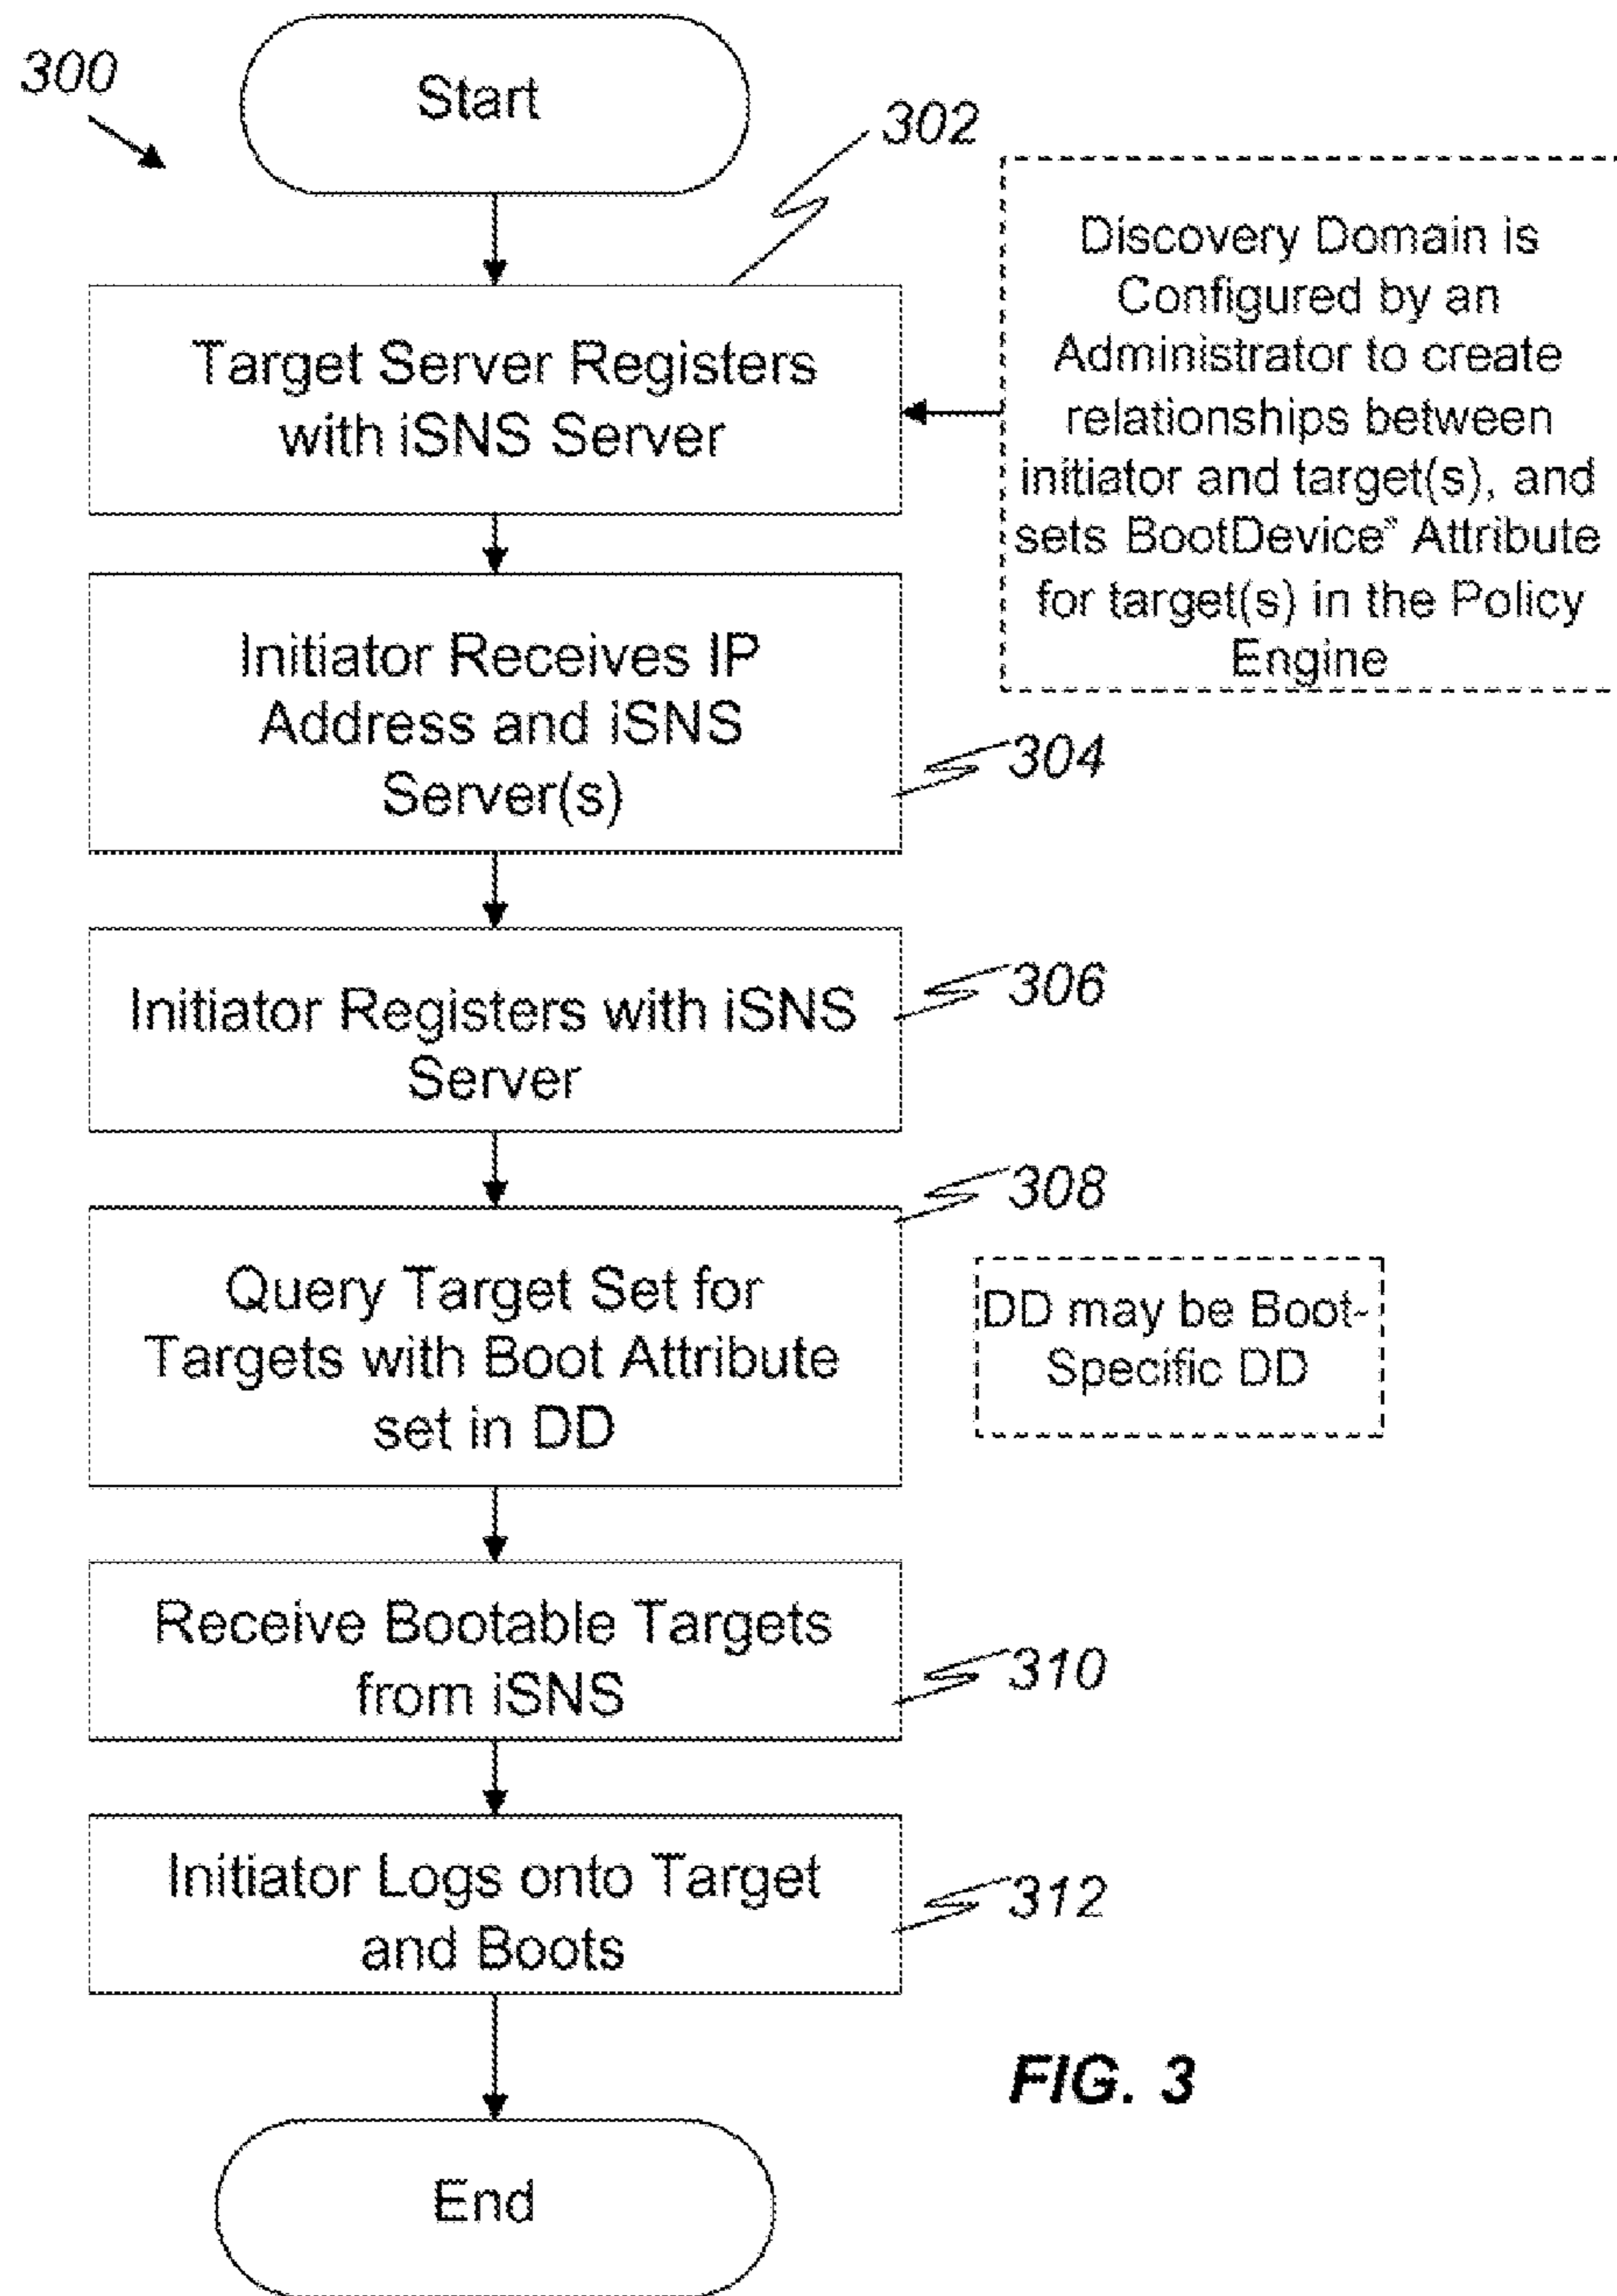 300
Start
302
Target Server Registers
with iSNS Server
Discovery Domain is
Configured by an
Administrator to create
relationships between
initiator and target(s), and
sets BootDevice" Attribute
for target(s) in the Policy
Engine
Initiator Receives IP
Address and iSNS
Server(s)
304
Initiator Registers with iSNS
Server
306
308
Query Target Set for
Targets with Boot Attribute
set in DD
DD may be Boot-
Specific DD
Receive Bootable Targets
from iSNS
310
Initiator Logs onto Target
and Boots
312
FIG. 3
End